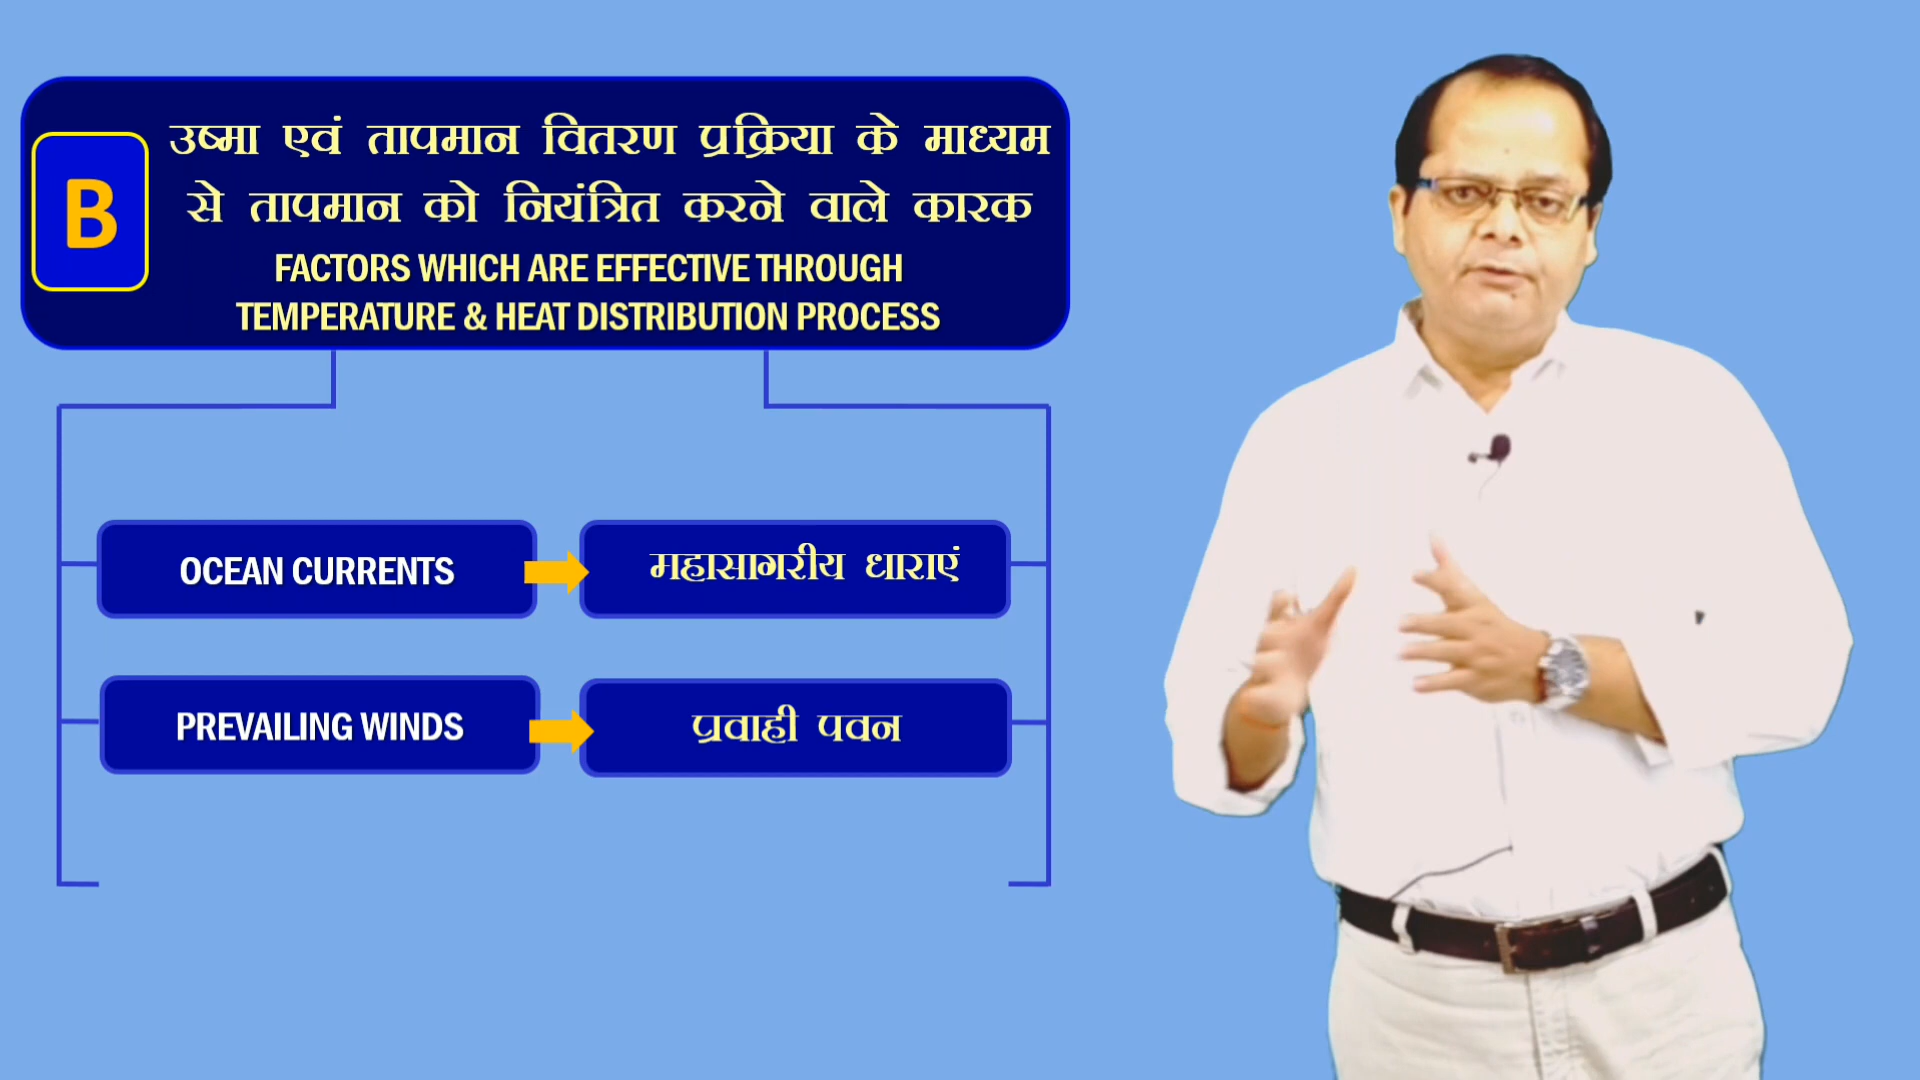 B
उष्मा एवं तापमान वितरण प्रक्रिया के माध्यम
से तापमान को नियंत्रित करने वाले कारक
FACTORS WHICH ARE EFFECTIVE THROUGH
TEMPERATURE & HEAT DISTRIBUTION PROCESS
OCEAN CURRENTS
महासागरीय धाराएं
PREVAILING WINDS
प्रवाही पवन